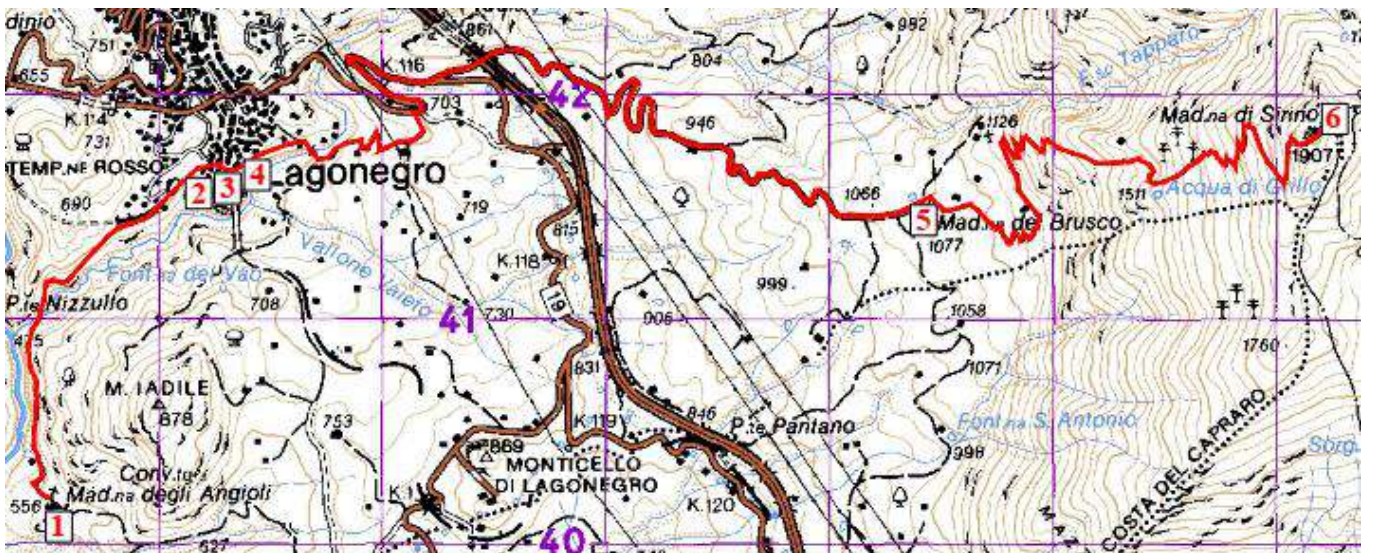 dinio
751
861
K.116
804
892
F.so Tapparo
655
42
703
K.114
731
946
1126
Mad.na di Sirino
6
TEMP.NE ROSSO
2
3
4
Lagonegro
1066
1907
690
719
5
Mad.na del Brusco
1511
Acqua di Grillo
1077
815
Font.na del Vao
K.118
Vallone Vaieto
999
P.te Nizzullo
708
19
41
730
906
1058
475
831
1071
1760
M. IADILE
878
753
K.119
846
P.te Pantano
Font.na S. Antonio
869
998
MONTICELLO
DI LAGONEGRO
Sorg.
Mad.na degli Angioli
556
1
K.120
COSTA DEL CAPRARO
527
40